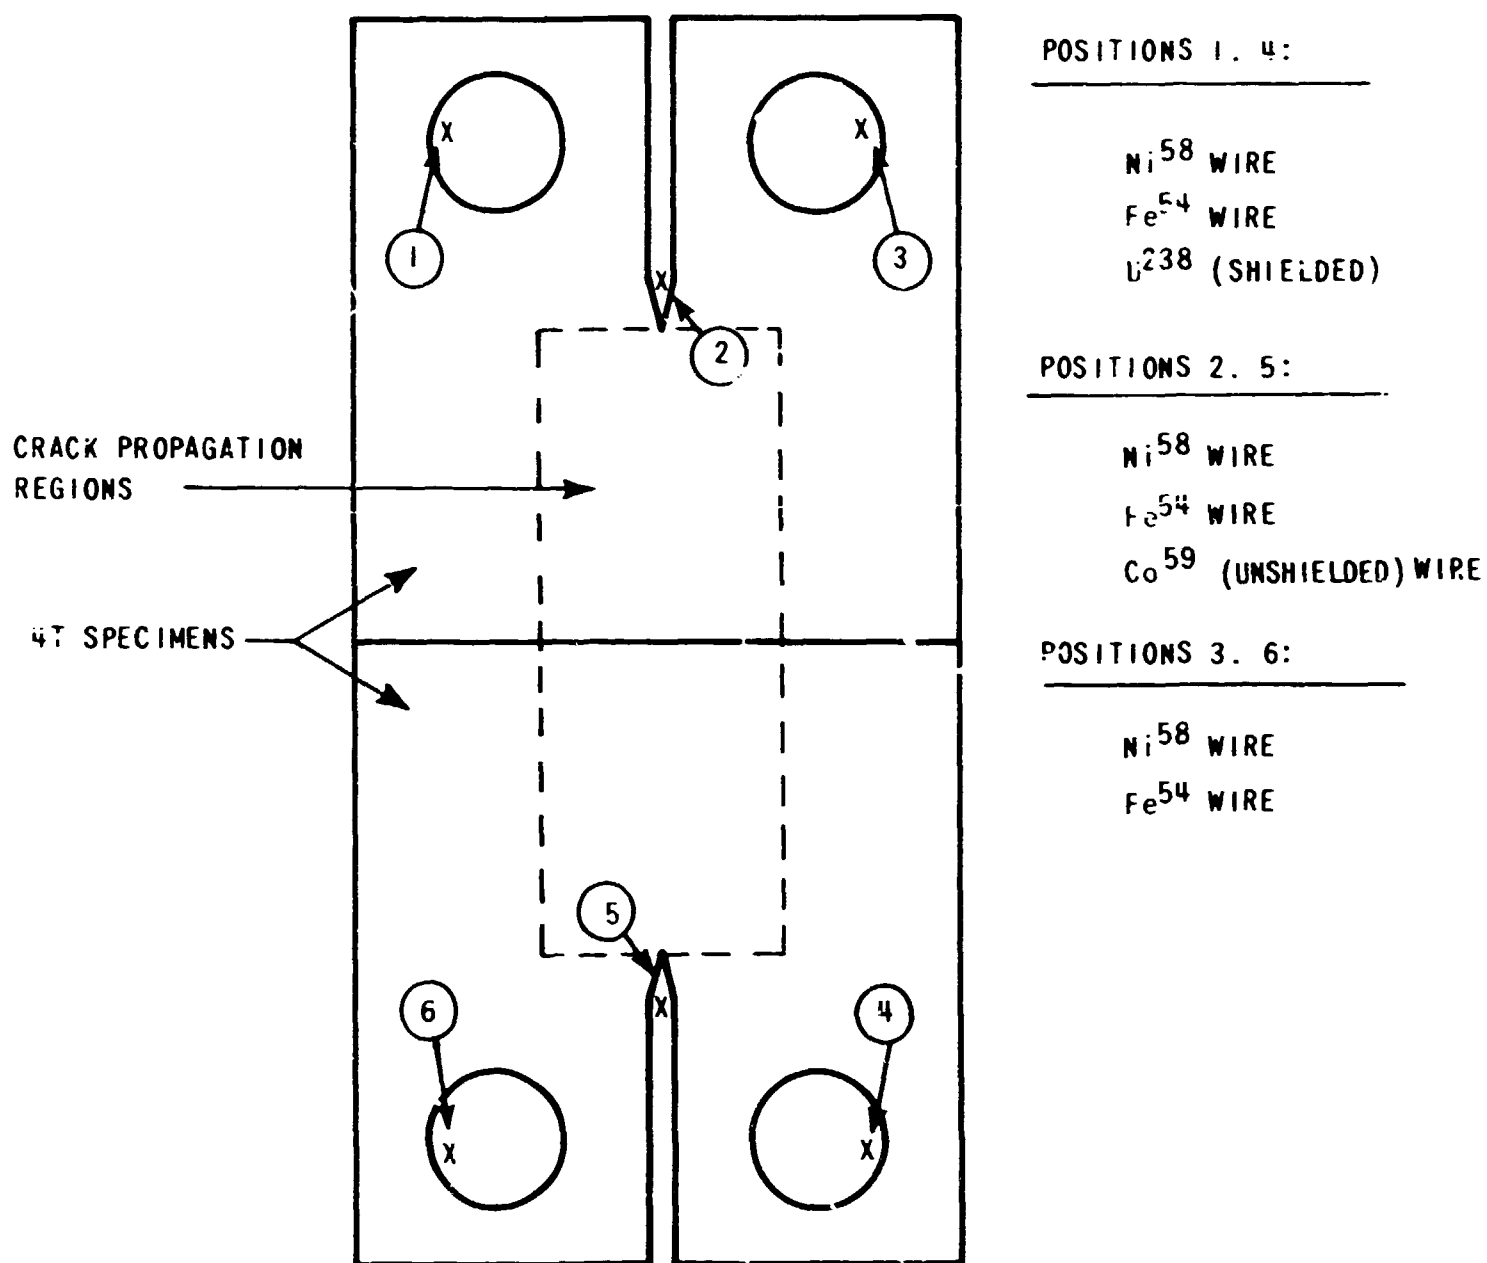 POSITIONS 1. 4:
Ni58 WIRE
Fe54 WIRE
U238 (SHIELDED)
POSITIONS 2. 5:
Ni58 WIRE
Fe54 WIRE
Co59 (UNSHIELDED) WIRE
POSITIONS 3. 6:
Ni58 WIRE
Fe54 WIRE
CRACK PROPAGATION
REGIONS
4T SPECIMENS
X
X
1
3
X
2
5
X
6
4
X
X